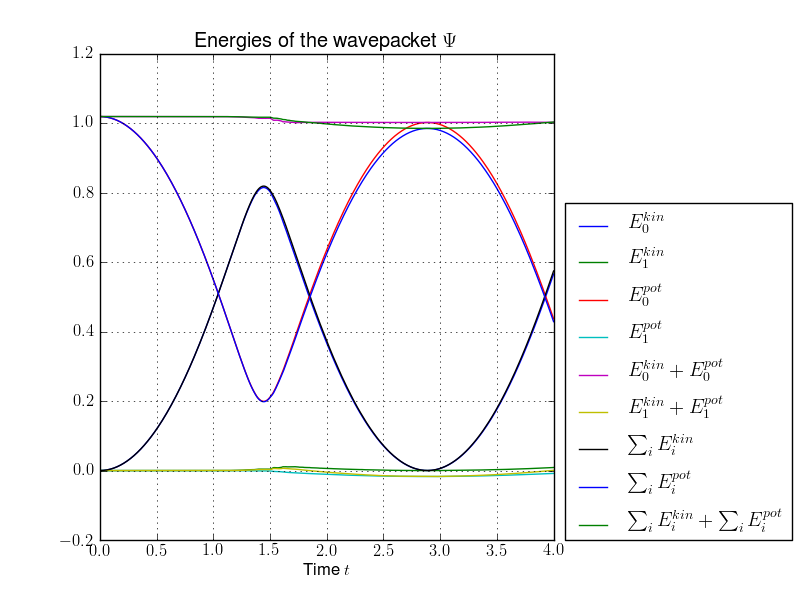 Energies of the wavepacket Ψ
1.2
1.0
0.8
0.6
0.4
0.2
0.0
−0.2
0.0 0.5 1.0 1.5 2.0 2.5 3.0 3.5 4.0
Time t
E_0^{kin}
E_1^{kin}
E_0^{pot}
E_1^{pot}
E_0^{kin} + E_0^{pot}
E_1^{kin} + E_1^{pot}
∑_i E_i^{kin}
∑_i E_i^{pot}
∑_i E_i^{kin} + ∑_i E_i^{pot}